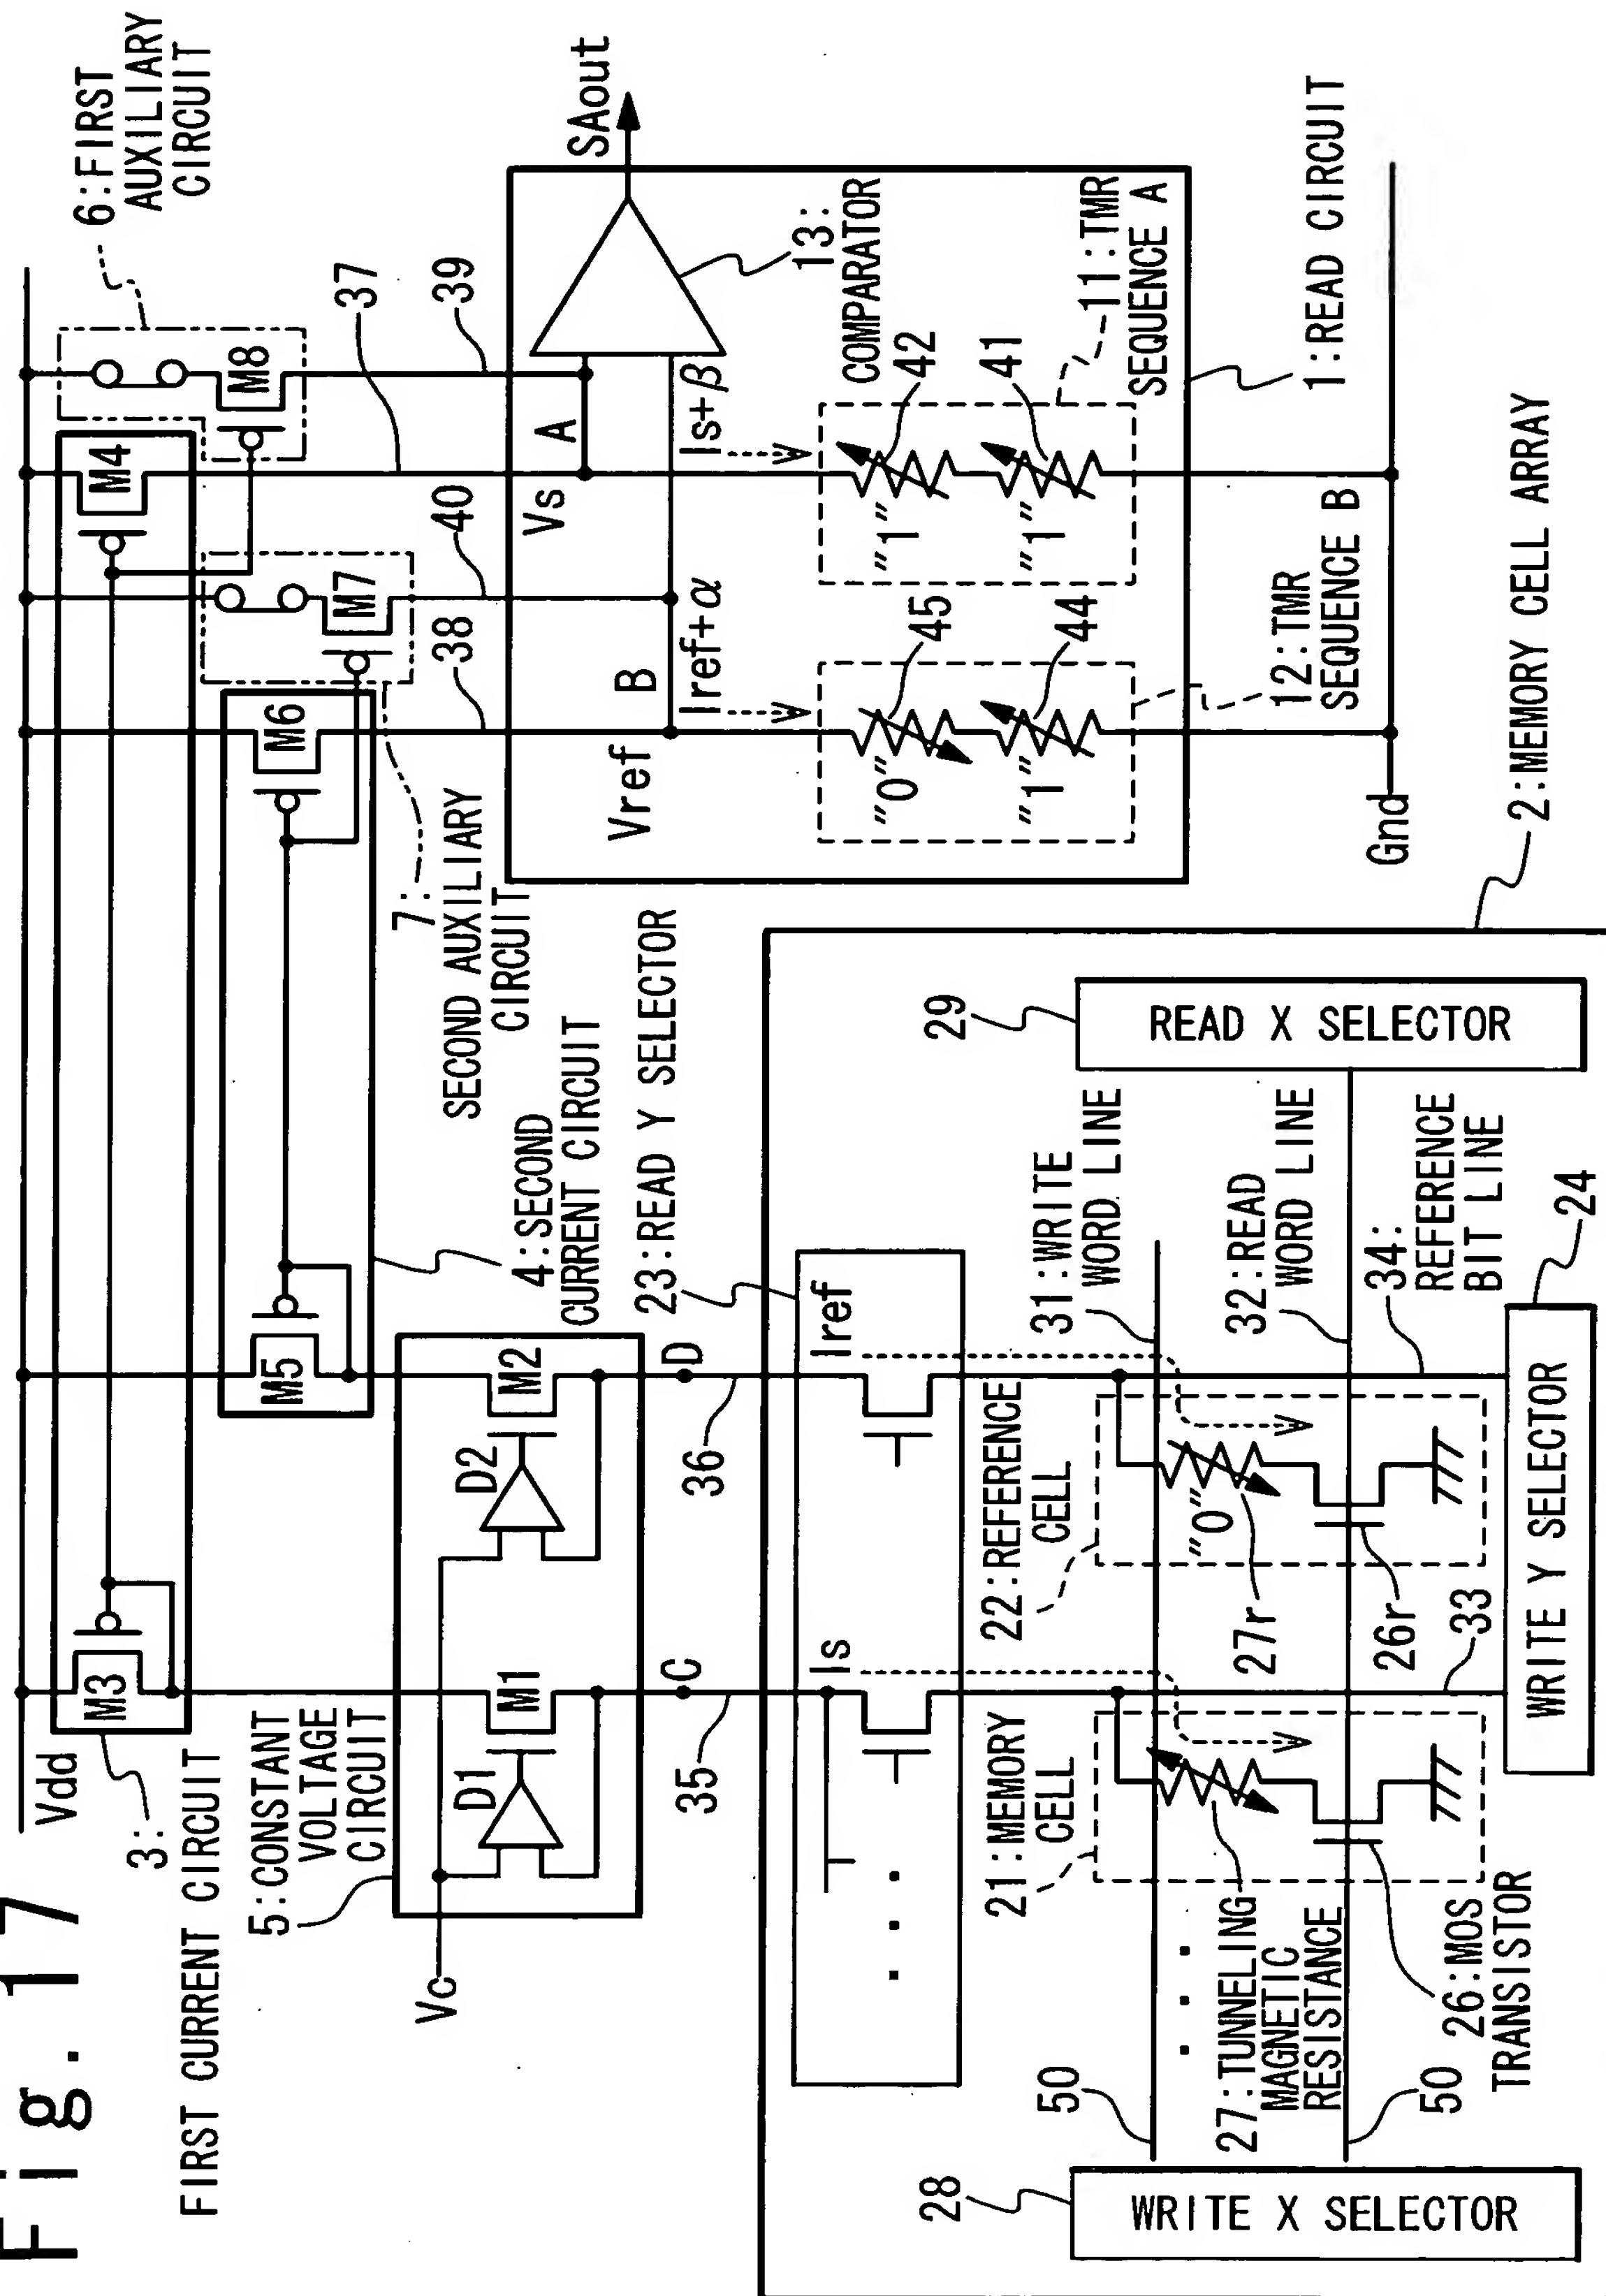 Fig. 17
Vdd
3:
FIRST CURRENT CIRCUIT
M3
M4
6:FIRST
AUXILIARY
CIRCUIT
M8
M5
M6
M7
7:
SECOND AUXILIARY
CIRCUIT
4:SECOND
CURRENT CIRCUIT
37
39
40
38
5:CONSTANT
VOLTAGE
CIRCUIT
Vc
D1
M1
D2
M2
35
C
36
D
23:READ Y SELECTOR
SAout
Vs
A
Vref
B
Is+β
Iref+α
13:
COMPARATOR
42
41
45
44
"1"
"1"
"0"
"1"
11:TMR
SEQUENCE A
12:TMR
SEQUENCE B
1:READ CIRCUIT
Gnd
2:MEMORY CELL ARRAY
Is
Iref
21:MEMORY
CELL
22:REFERENCE
CELL
31:WRITE
WORD LINE
32:READ
WORD LINE
34:
REFERENCE
BIT LINE
29
READ X SELECTOR
28
WRITE X SELECTOR
50
50
27:TUNNELING
MAGNETIC
RESISTANCE
26:MOS
TRANSISTOR
"0"
27r
26r
33
24
WRITE Y SELECTOR